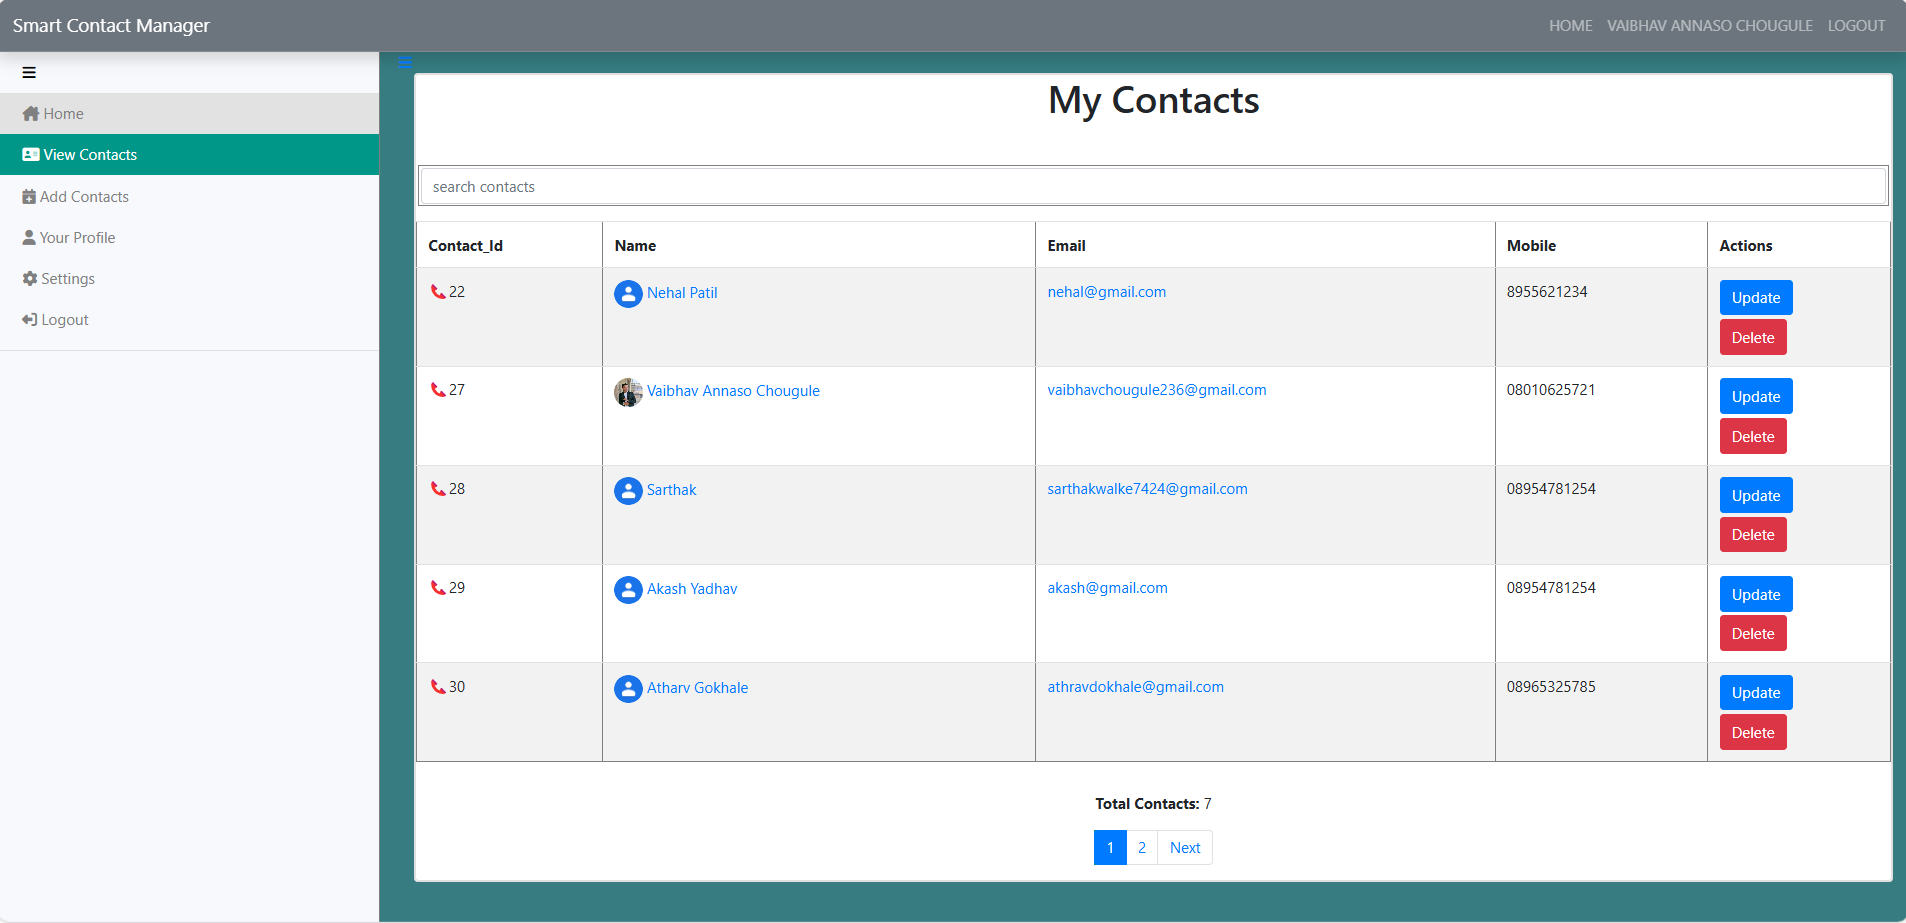 Smart Contact Manager HOME VAIBHAV ANNASO CHOUGULE LOGOUT
Home
View Contacts
Add Contacts
Your Profile
Settings
Logout
My Contacts
search contacts
Contact_Id Name Email Mobile Actions
22 Nehal Patil nehal@gmail.com 8955621234 Update
Delete
27 Vaibhav Annaso Chougule vaibhavchougule236@gmail.com 08010625721 Update
Delete
28 Sarthak sarthakwalke7424@gmail.com 08954781254 Update
Delete
29 Akash Yadhav akash@gmail.com 08954781254 Update
Delete
30 Atharv Gokhale athravdokhale@gmail.com 08965325785 Update
Delete
Total Contacts: 7
1 2 Next